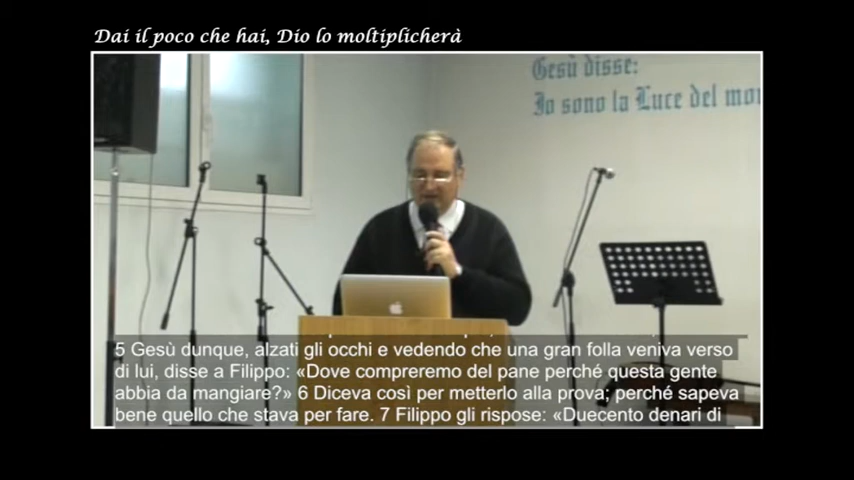 Dai il poco che hai, Dio lo moltiplicherà
Gesù disse:
Io sono la Luce del mon
5 Gesù dunque, alzati gli occhi e vedendo che una gran folla veniva verso
di lui, disse a Filippo: «Dove compreremo del pane perché questa gente
abbia da mangiare?» 6 Diceva così per metterlo alla prova; perché sapeva
bene quello che stava per fare. 7 Filippo gli rispose: «Duecento denari di